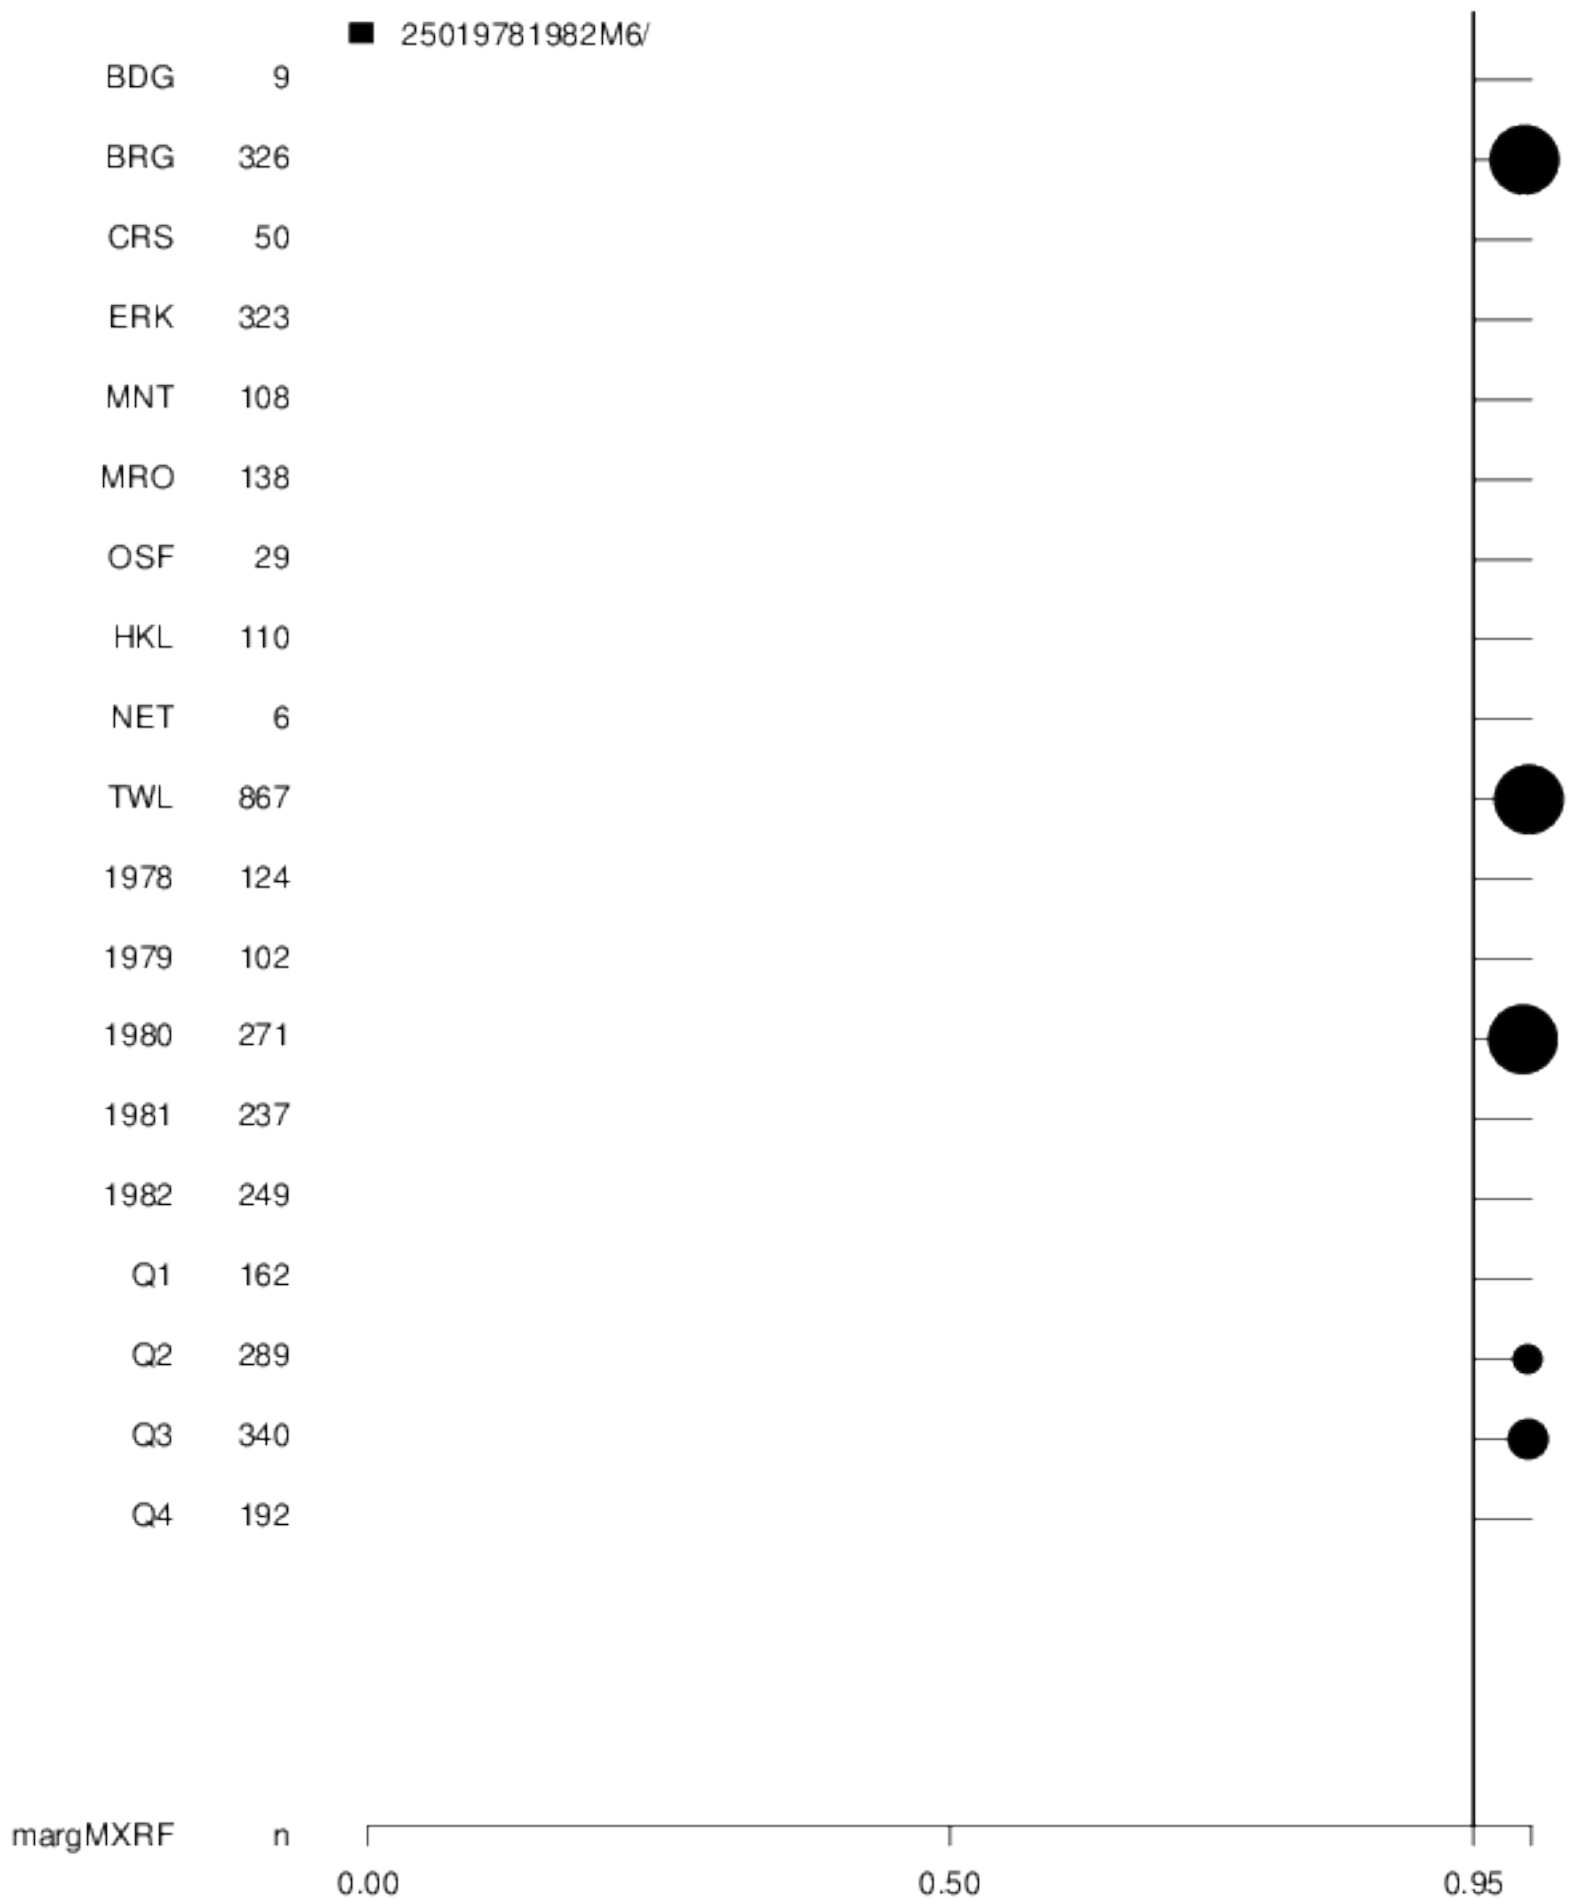 25019781982M6/
BDG 9
BRG 326
CRS 50
ERK 323
MNT 108
MRO 138
OSF 29
HKL 110
NET 6
TWL 867
1978 124
1979 102
1980 271
1981 237
1982 249
Q1 162
Q2 289
Q3 340
Q4 192
margMXRF n
0.00 0.50 0.95